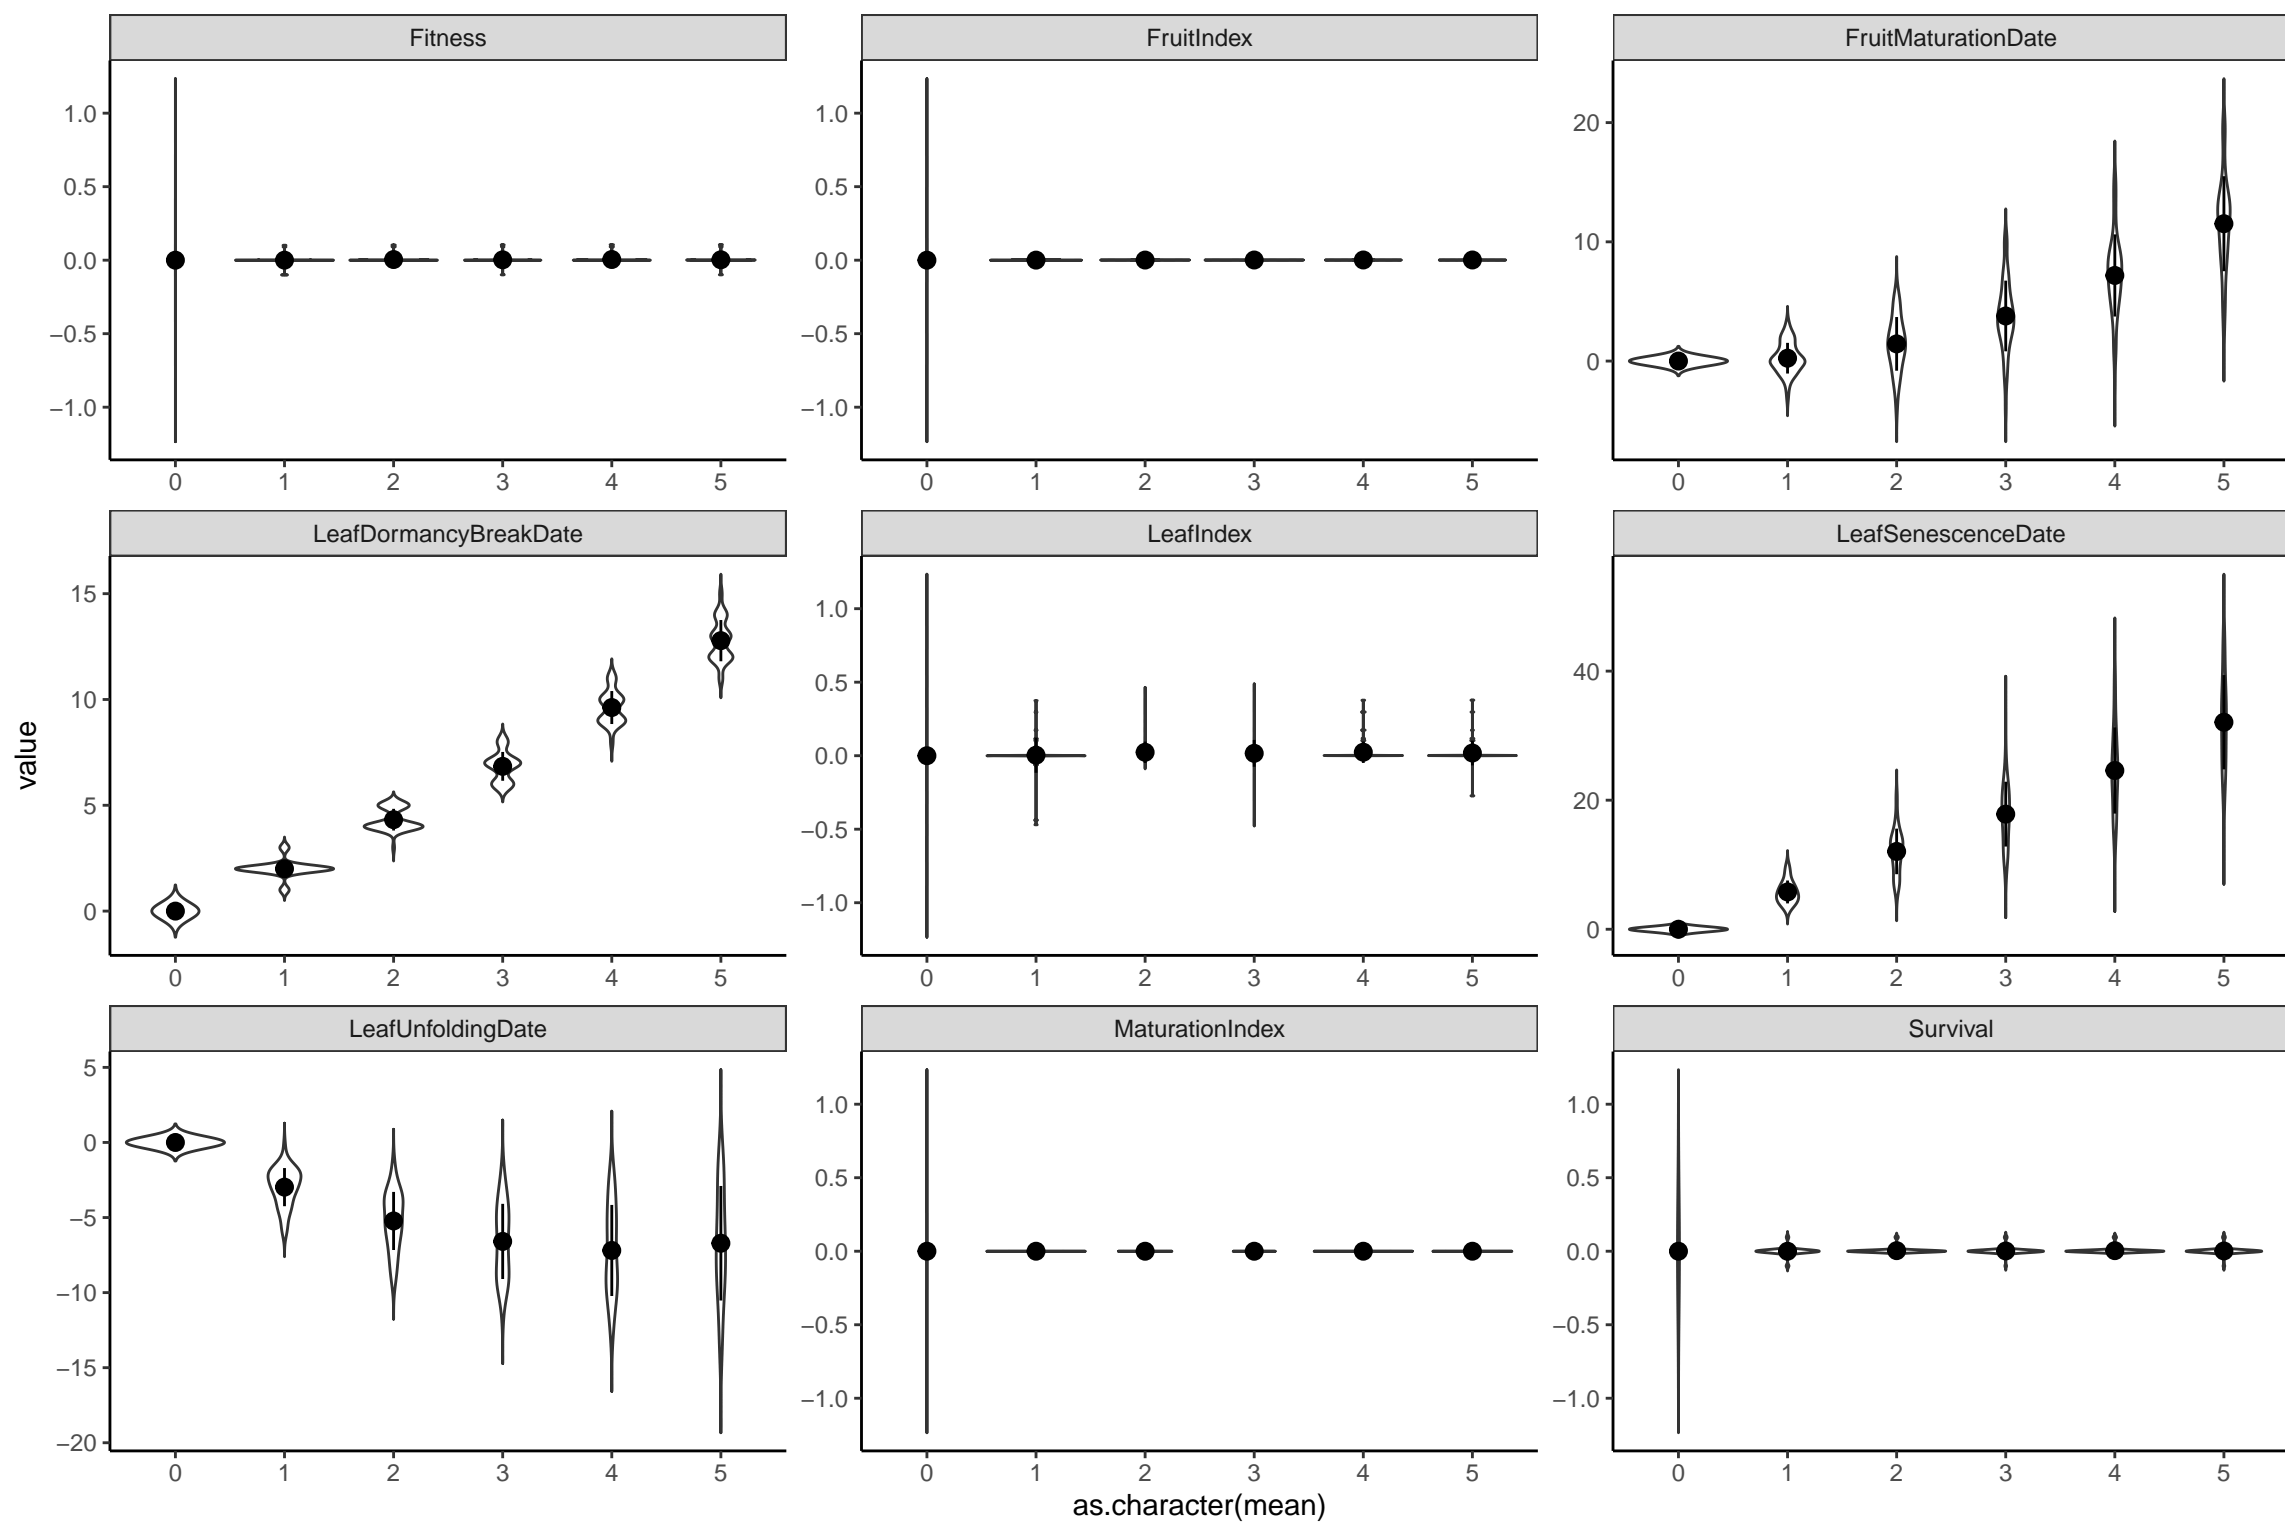 Fitness
FruitIndex
FruitMaturationDate
1.0
0.5
0.0
−0.5
−1.0
0 1 2 3 4 5
1.0
0.5
0.0
−0.5
−1.0
0 1 2 3 4 5
20
10
0
0 1 2 3 4 5
LeafDormancyBreakDate
LeafIndex
LeafSenescenceDate
value
15
10
5
0
0 1 2 3 4 5
1.0
0.5
0.0
−0.5
−1.0
0 1 2 3 4 5
40
20
0
0 1 2 3 4 5
LeafUnfoldingDate
MaturationIndex
Survival
5
0
−5
−10
−15
−20
0 1 2 3 4 5
1.0
0.5
0.0
−0.5
−1.0
0 1 2 3 4 5
1.0
0.5
0.0
−0.5
−1.0
0 1 2 3 4 5
as.character(mean)